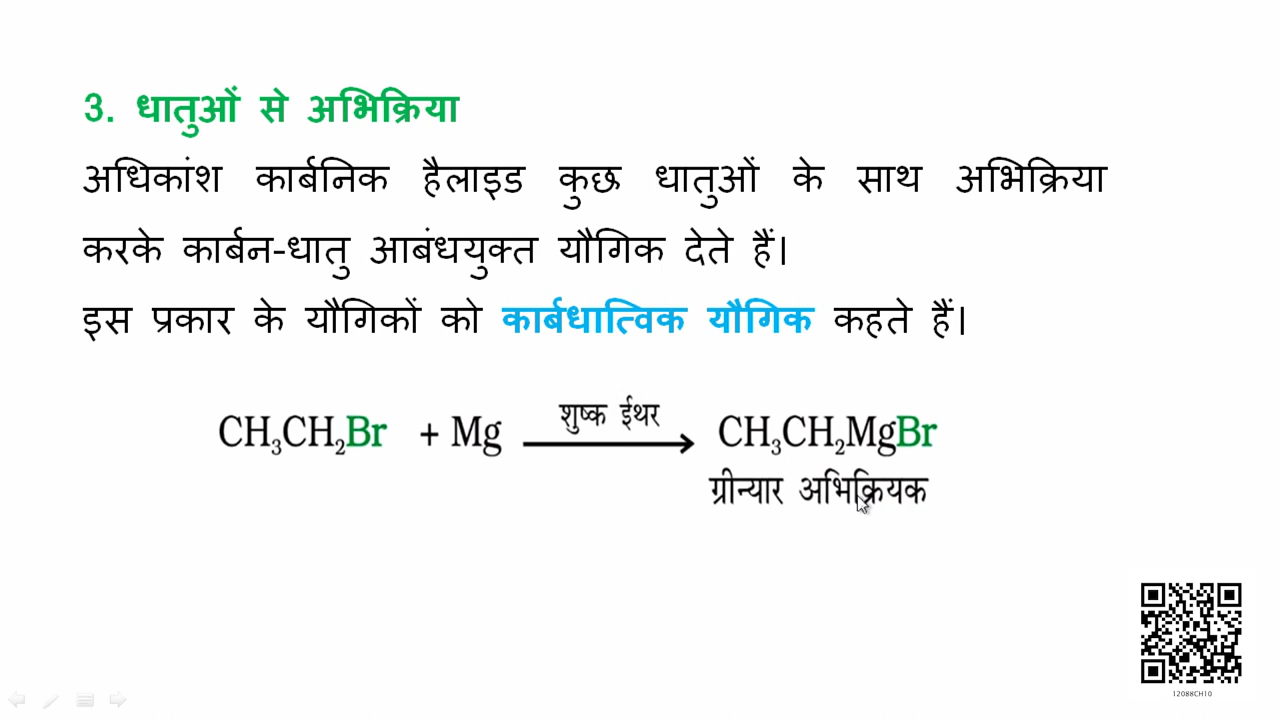 3. धातुओं से अभिक्रिया
अधिकांश कार्बनिक हैलाइड कुछ धातुओं के साथ अभिक्रिया
करके कार्बन-धातु आबंधयुक्त यौगिक देते हैं।
इस प्रकार के यौगिकों को कार्बधात्विक यौगिक कहते हैं।
शुष्क ईथर
CH₃CH₂Br + Mg ⟶ CH₃CH₂MgBr
ग्रीन्यार अभिक्रियक
12088CH10